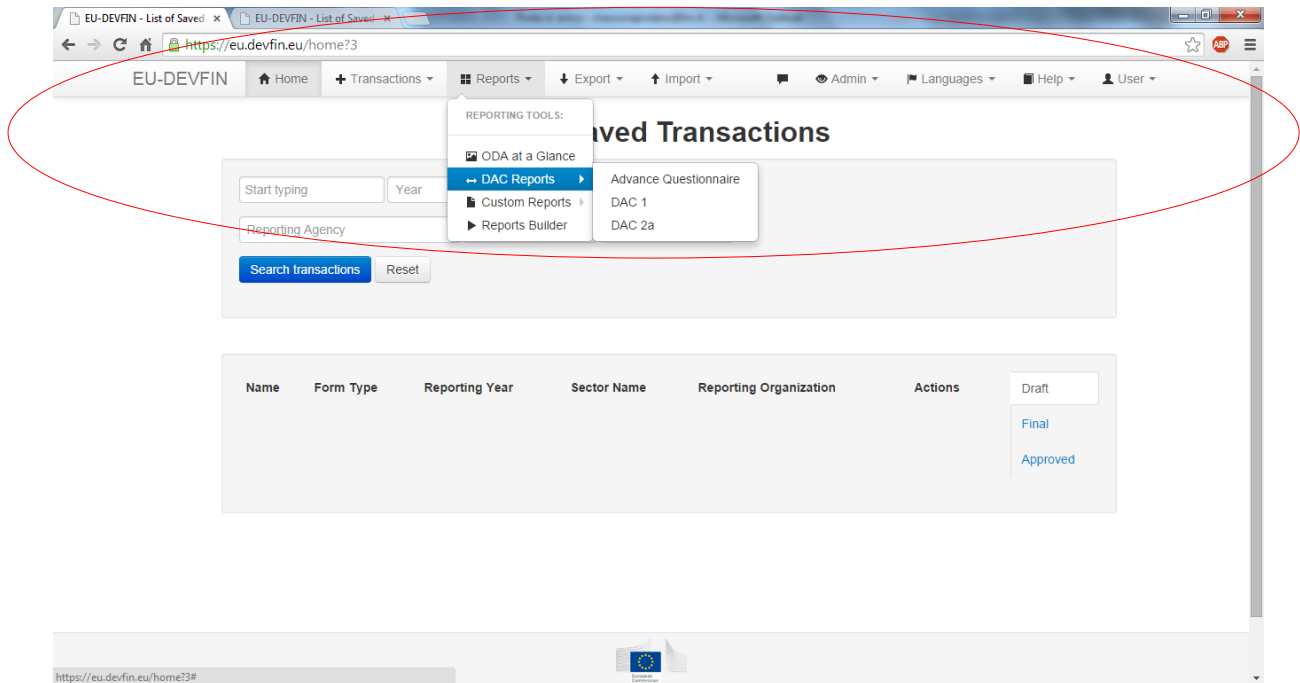 EU-DEVFIN - List of Saved
EU-DEVFIN - List of Saved
https://eu.devfin.eu/home?3
ABP
EU-DEVFIN Home Transactions Reports Export Import Admin Languages Help User
REPORTING TOOLS:
aved Transactions
ODA at a Glance
DAC Reports Advance Questionnaire
Start typing Year
Custom Reports DAC 1
Reporting Agency
Reports Builder DAC 2a
Search transactions Reset
Name Form Type Reporting Year Sector Name Reporting Organization Actions Draft
Final
Approved
European
Commission
https://eu.devfin.eu/home?3#